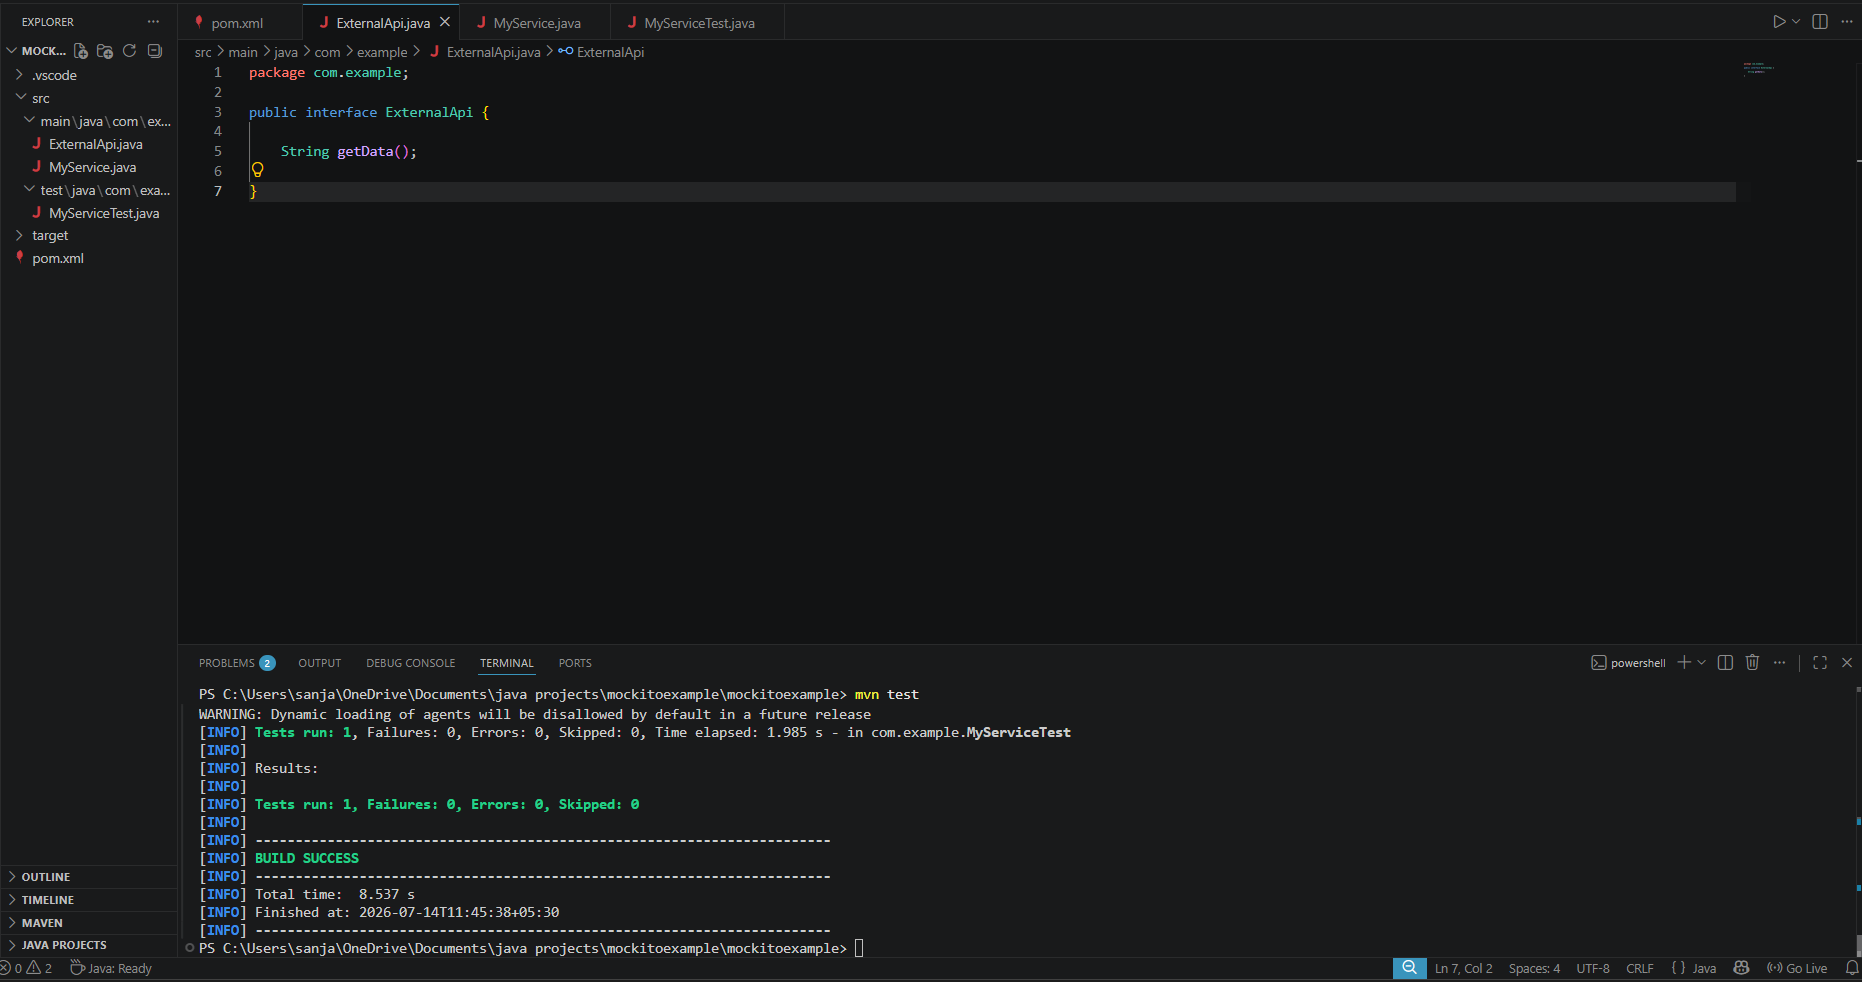 EXPLORER
MOCK...
.vscode
src
main\java\com\ex...
ExternalApi.java
MyService.java
test\java\com\exa...
MyServiceTest.java
target
pom.xml
OUTLINE
TIMELINE
MAVEN
JAVA PROJECTS
pom.xml
ExternalApi.java
MyService.java
MyServiceTest.java
src > main > java > com > example > ExternalApi.java > ExternalApi
1 package com.example;
2
3 public interface ExternalApi {
4
5 String getData();
6
7 }
PROBLEMS 2 OUTPUT DEBUG CONSOLE TERMINAL PORTS
powershell
PS C:\Users\sanja\OneDrive\Documents\java projects\mockitoexample\mockitoexample> mvn test
WARNING: Dynamic loading of agents will be disallowed by default in a future release
[INFO] Tests run: 1, Failures: 0, Errors: 0, Skipped: 0, Time elapsed: 1.985 s - in com.example.MyServiceTest
[INFO]
[INFO] Results:
[INFO]
[INFO] Tests run: 1, Failures: 0, Errors: 0, Skipped: 0
[INFO]
[INFO] ------------------------------------------------------------------------
[INFO] BUILD SUCCESS
[INFO] ------------------------------------------------------------------------
[INFO] Total time:  8.537 s
[INFO] Finished at: 2026-07-14T11:45:38+05:30
[INFO] ------------------------------------------------------------------------
PS C:\Users\sanja\OneDrive\Documents\java projects\mockitoexample\mockitoexample>
0 2 Java: Ready
Ln 7, Col 2 Spaces: 4 UTF-8 CRLF { } Java Go Live